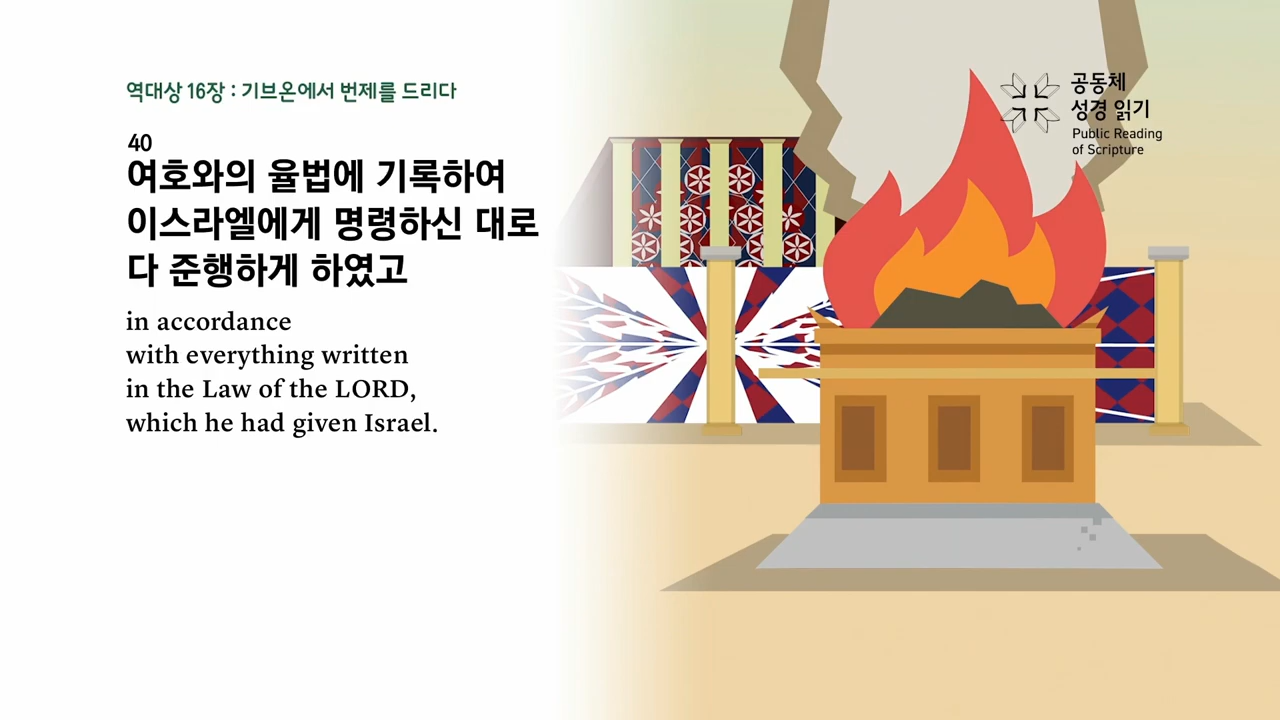 역대상 16장 : 기브온에서 번제를 드리다
40
여호와의 율법에 기록하여
이스라엘에게 명령하신 대로
다 준행하게 하였고
in accordance
with everything written
in the Law of the LORD,
which he had given Israel.
공동체
성경 읽기
Public Reading
of Scripture